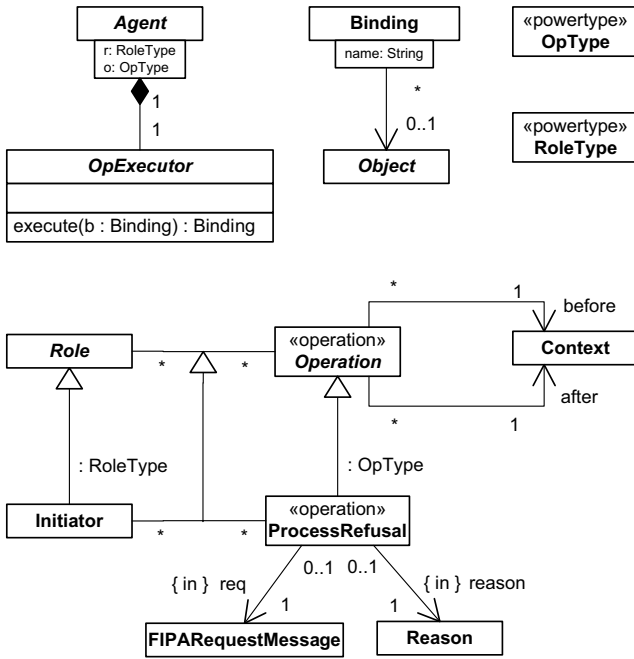 Agent
r: RoleType
o: OpType
1
1
OpExecutor
execute(b : Binding) : Binding
Binding
name: String
*
0..1
Object
«powertype»
OpType
«powertype»
RoleType
*
1
before
Role
*
*
«operation»
Operation
Context
*
1
after
: RoleType
: OpType
Initiator
*
*
«operation»
ProcessRefusal
0..1
0..1
{ in } req
{ in } reason
1
1
FIPARequestMessage
Reason